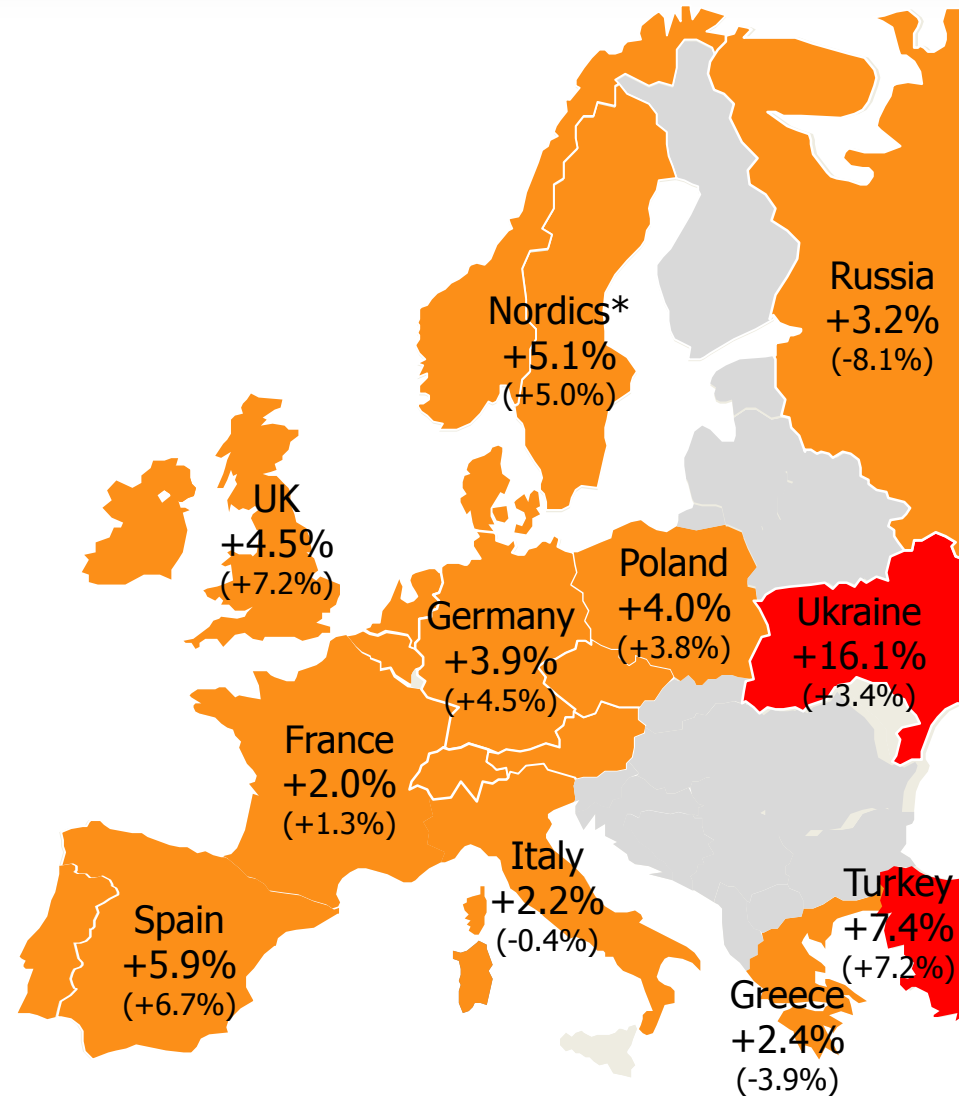 Nordics*
+5.1%
(+5.0%)
Russia
+3.2%
(-8.1%)
UK
+4.5%
(+7.2%)
Germany
+3.9%
(+4.5%)
Poland
+4.0%
(+3.8%)
Ukraine
+16.1%
(+3.4%)
France
+2.0%
(+1.3%)
Italy
+2.2%
(-0.4%)
Spain
+5.9%
(+6.7%)
Turkey
+7.4%
(+7.2%)
Greece
+2.4%
(-3.9%)